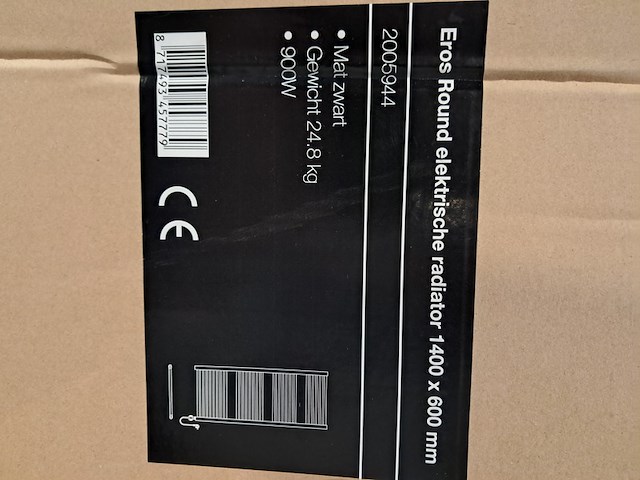 Eros Round elektrische radiator 1400 x 600 mm
2005944
• Mat zwart
• Gewicht 24.8 kg
• 900W
8 717493 457779
CE